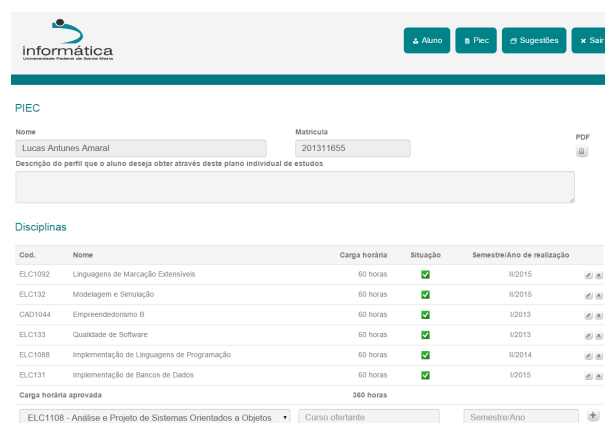 informática
Universidade Federal de Santa Maria
Aluno Piec Sugestões Sair
PIEC
Nome Matricula
PDF
Lucas Antunes Amaral 201311655
Descrição do perfil que o aluno deseja obter através deste plano individual de estudos
Disciplinas
Cod. Nome Carga horária Situação Semestre/Ano de realização
ELC1092 Linguagens de Marcação Extensíveis 60 horas II/2015
ELC132 Modelagem e Simulação 60 horas II/2015
CAD1044 Empreendedorismo B 60 horas I/2013
ELC133 Qualidade de Software 60 horas I/2013
ELC1088 Implementação de Linguagens de Programação 60 horas II/2014
ELC131 Implementação de Bancos de Dados 60 horas I/2015
Carga horária aprovada 360 horas
ELC1108 - Análise e Projeto de Sistemas Orientados a Objetos Curso ofertante Semestre/Ano